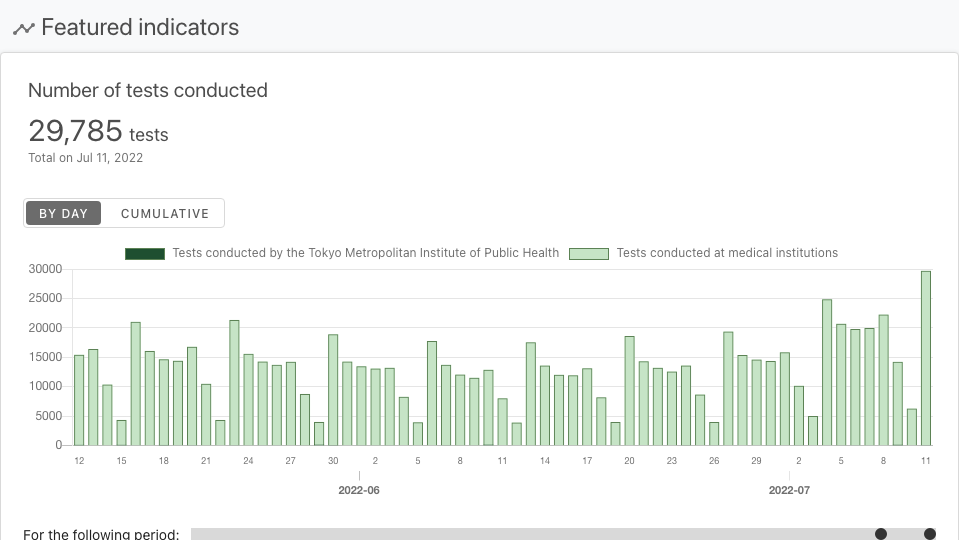 Featured indicators
Number of tests conducted
29,785 tests
Total on Jul 11, 2022
BY DAY CUMULATIVE
Tests conducted by the Tokyo Metropolitan Institute of Public Health Tests conducted at medical institutions
30000
25000
20000
15000
10000
5000
0
12 15 18 21 24 27 30 2 5 8 11 14 17 20 23 26 29 2 5 8 11
2022-06 2022-07
For the following period: